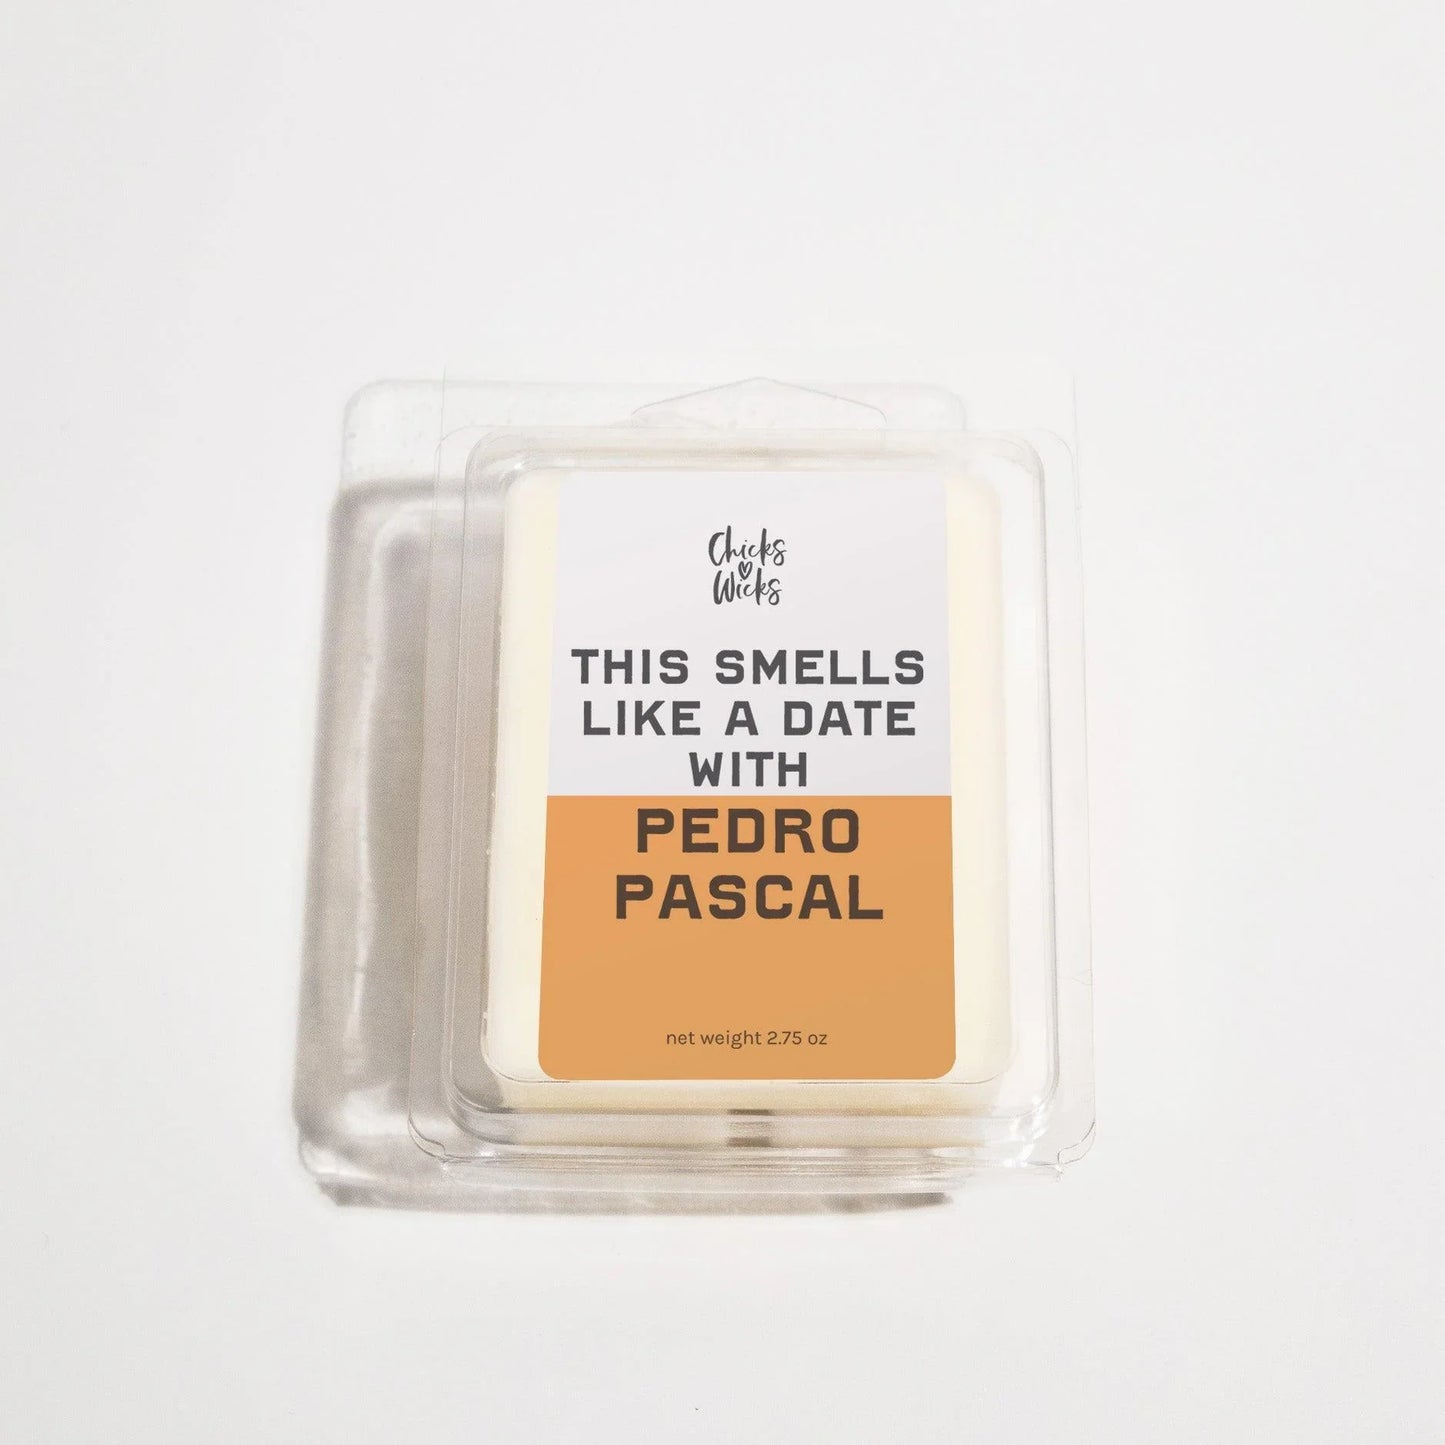 Chicks
Wicks
THIS SMELLS
LIKE A DATE
WITH
PEDRO
PASCAL
net weight 2.75 oz